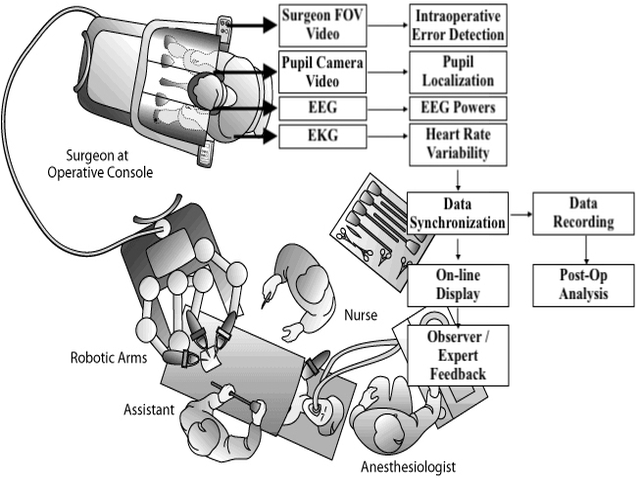 Surgeon FOV
Video
Intraoperative
Error Detection
Pupil Camera
Video
Pupil
Localization
EEG
EEG Powers
EKG
Heart Rate
Variability
Surgeon at
Operative Console
Data
Synchronization
Data
Recording
On-line
Display
Post-Op
Analysis
Nurse
Observer /
Expert
Feedback
Robotic Arms
Assistant
Anesthesiologist